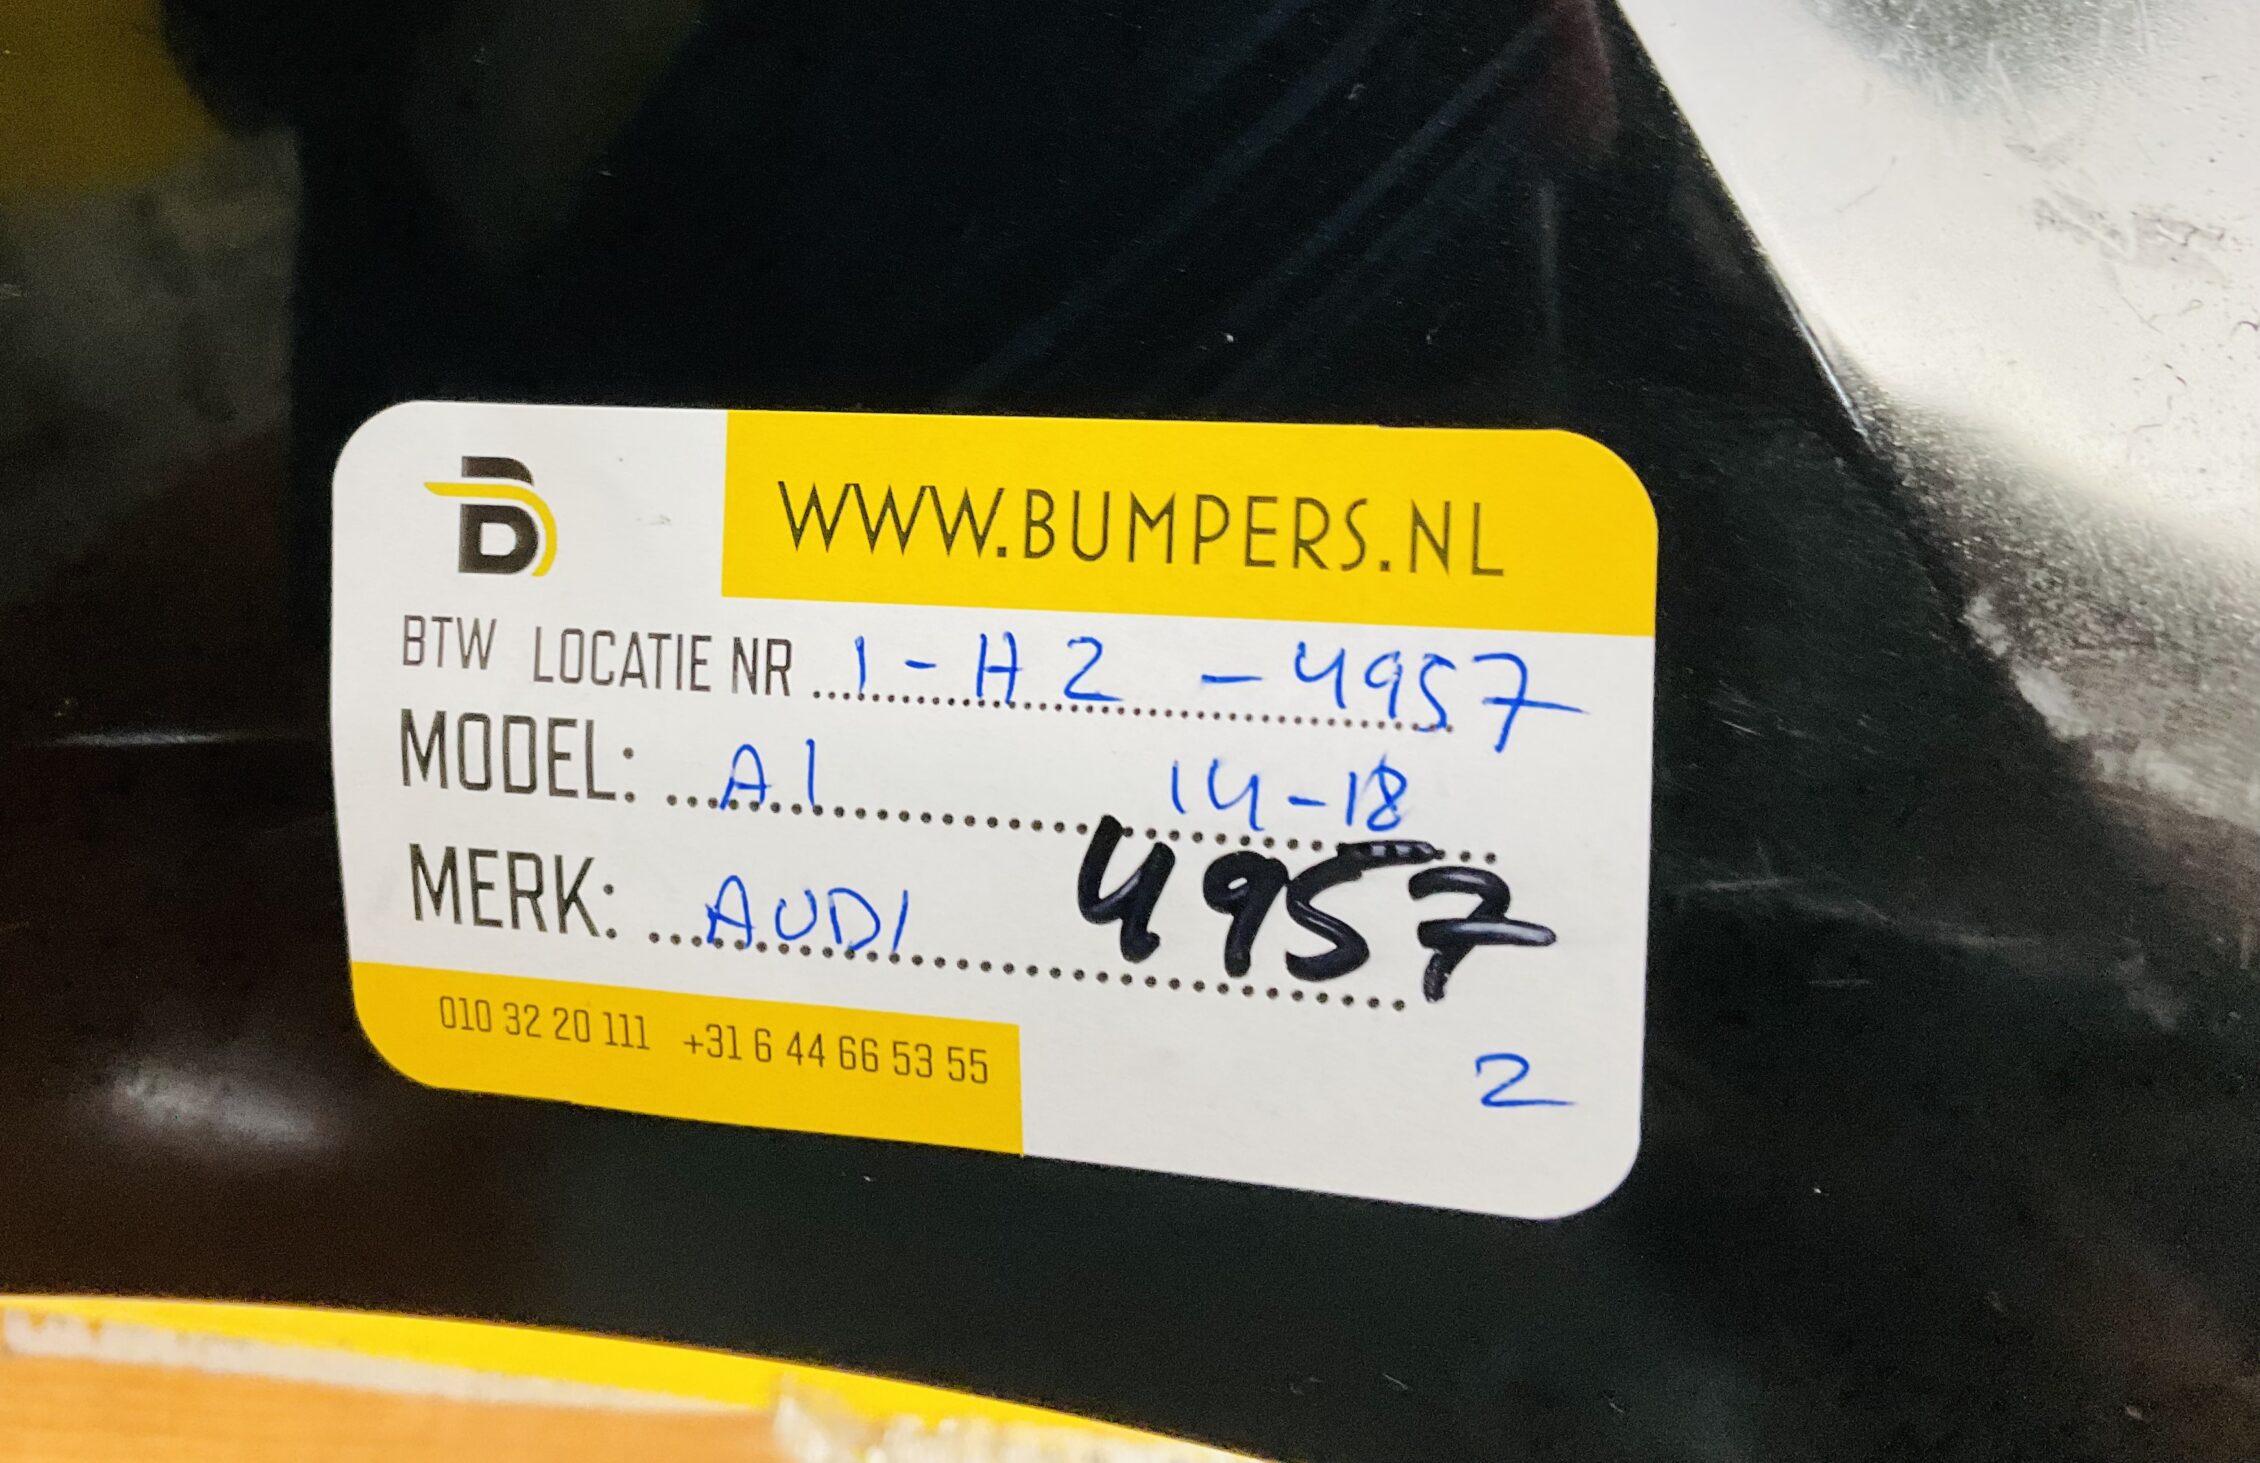 B
WWW.BUMPERS.NL
BTW LOCATIE NR 1-H2-4957
MODEL: A1 14-18
MERK: AUDI 4957
010 32 20 111 +31 6 44 66 53 55
2